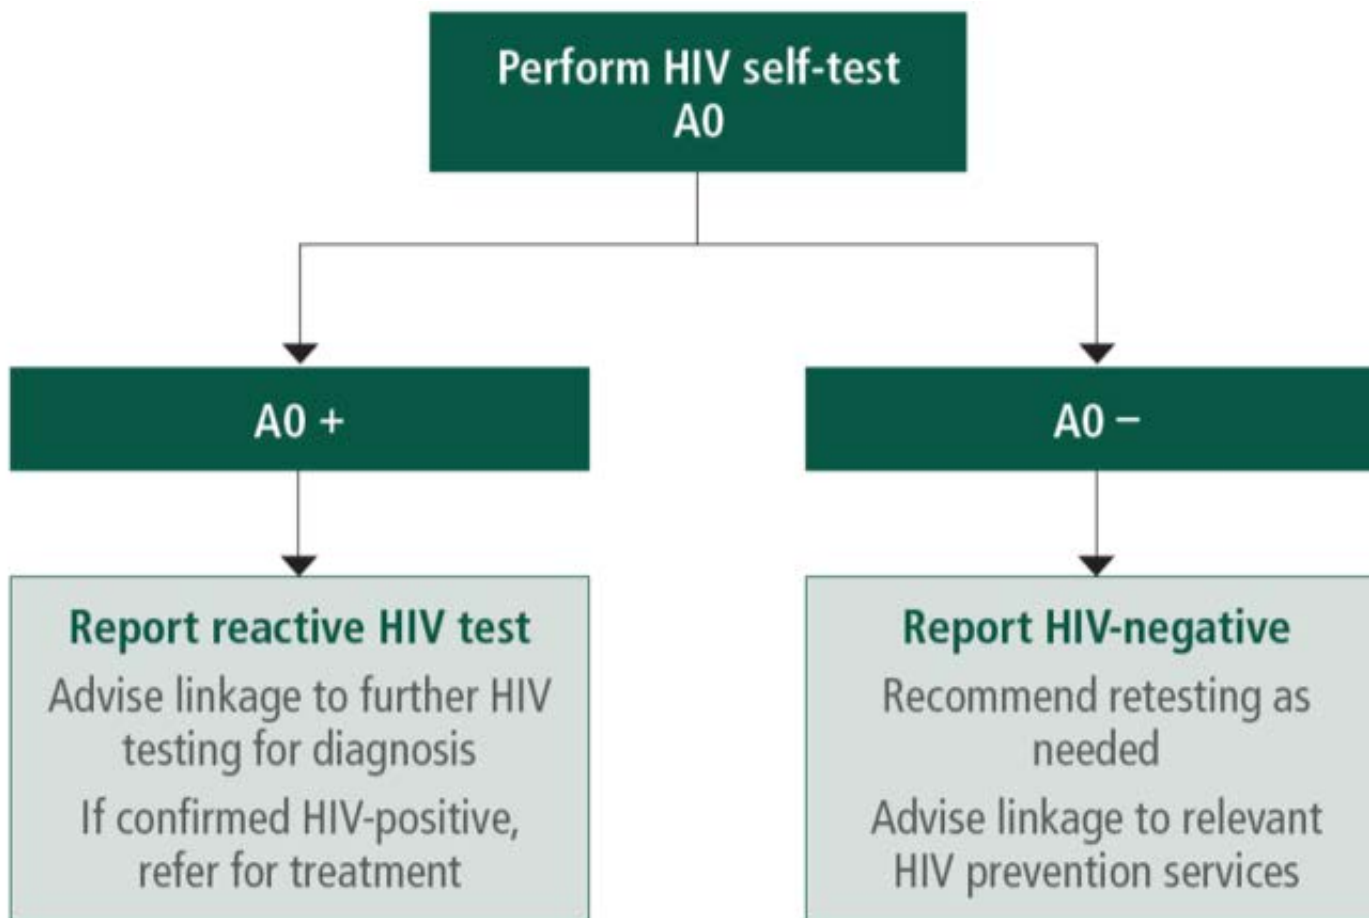 Perform HIV self-test
A0
A0 +
A0 −
Report reactive HIV test
Advise linkage to further HIV
testing for diagnosis
If confirmed HIV-positive,
refer for treatment
Report HIV-negative
Recommend retesting as
needed
Advise linkage to relevant
HIV prevention services